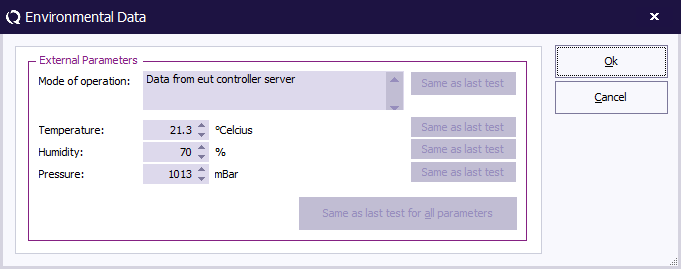 Environmental Data
External Parameters
Mode of operation: Data from eut controller server Same as last test
Temperature: 21.3 ºCelcius Same as last test
Humidity: 70 % Same as last test
Pressure: 1013 mBar Same as last test
Same as last test for all parameters
Ok
Cancel